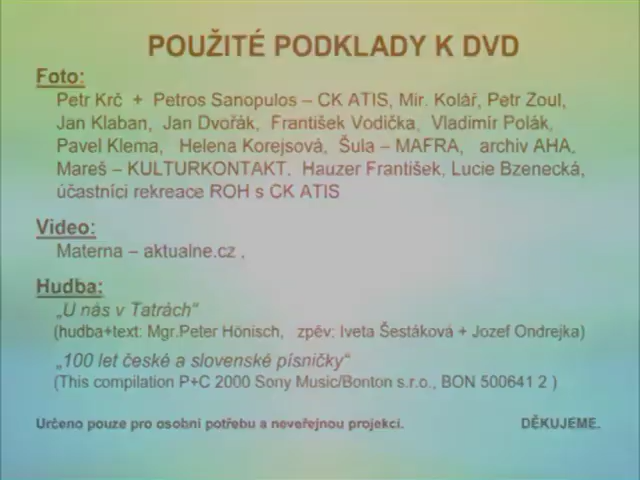 POUŽITÉ PODKLADY K DVD
Foto:
Petr Krč + Petros Sanopulos – CK ATIS, Mir. Kolář, Petr Zoul,
Jan Klaban, Jan Dvořák, František Vodička, Vladimír Polák,
Pavel Klema, Helena Korejsová, Šula – MAFRA, archiv AHA,
Mareš – KULTURKONTAKT. Hauzer František, Lucie Bzenecká,
účastníci rekreace ROH s CK ATIS
Video:
Materna – aktualne.cz ,
Hudba:
„U nás v Tatrách“
(hudba+text: Mgr.Peter Hönisch, zpěv: Iveta Šestáková + Jozef Ondrejka)
„100 let české a slovenské písničky“
(This compilation P+C 2000 Sony Music/Bonton s.r.o., BON 500641 2 )
Určeno pouze pro osobní potřebu a neveřejnou projekci. DĚKUJEME.